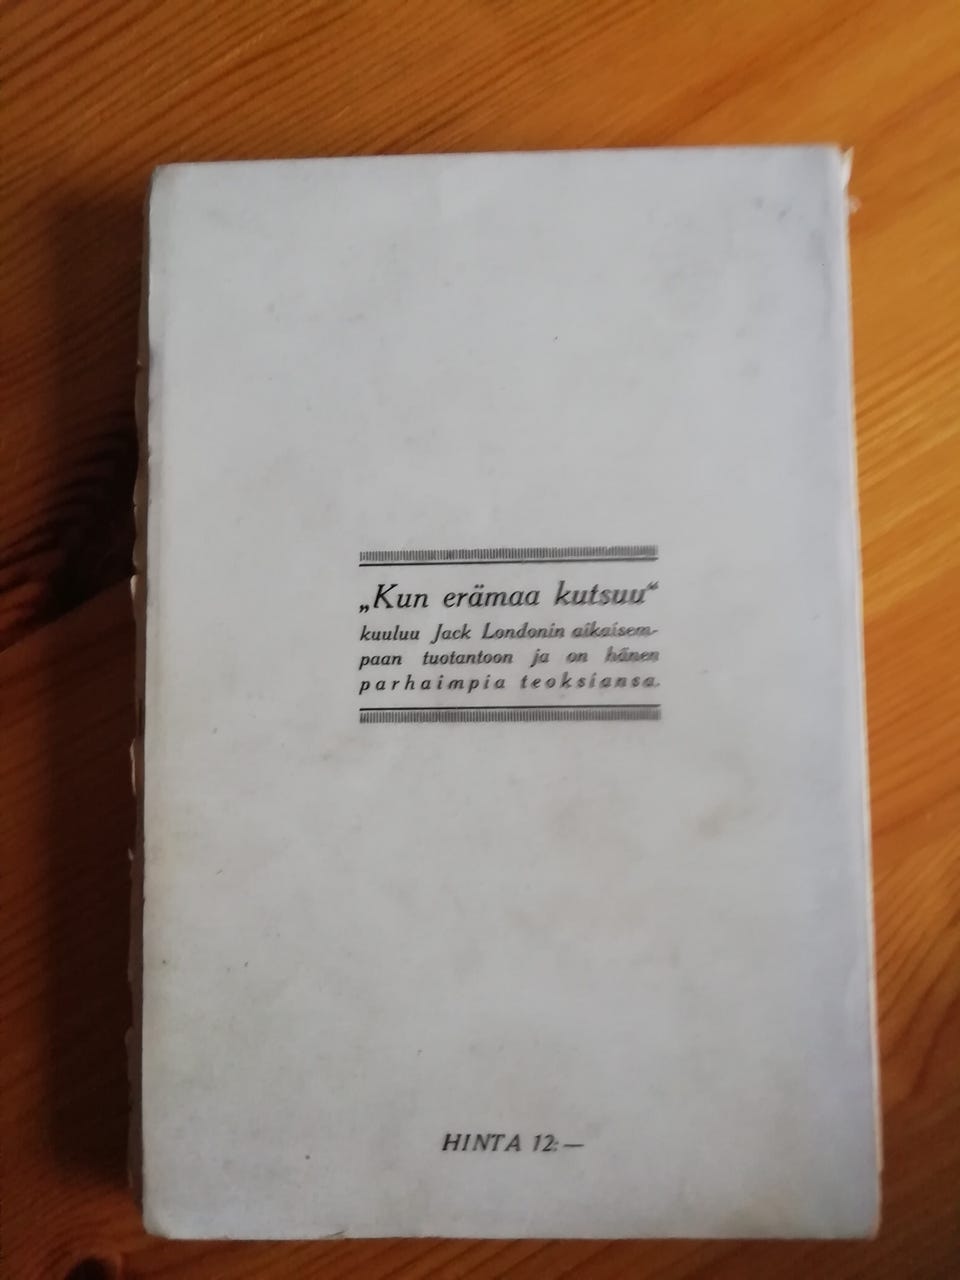 „Kun erämaa kutsuu“
kuuluu Jack Londonin aikaisem-
paan tuotantoon ja on hänen
parhaimpia teoksiansa.
HINTA 12:—